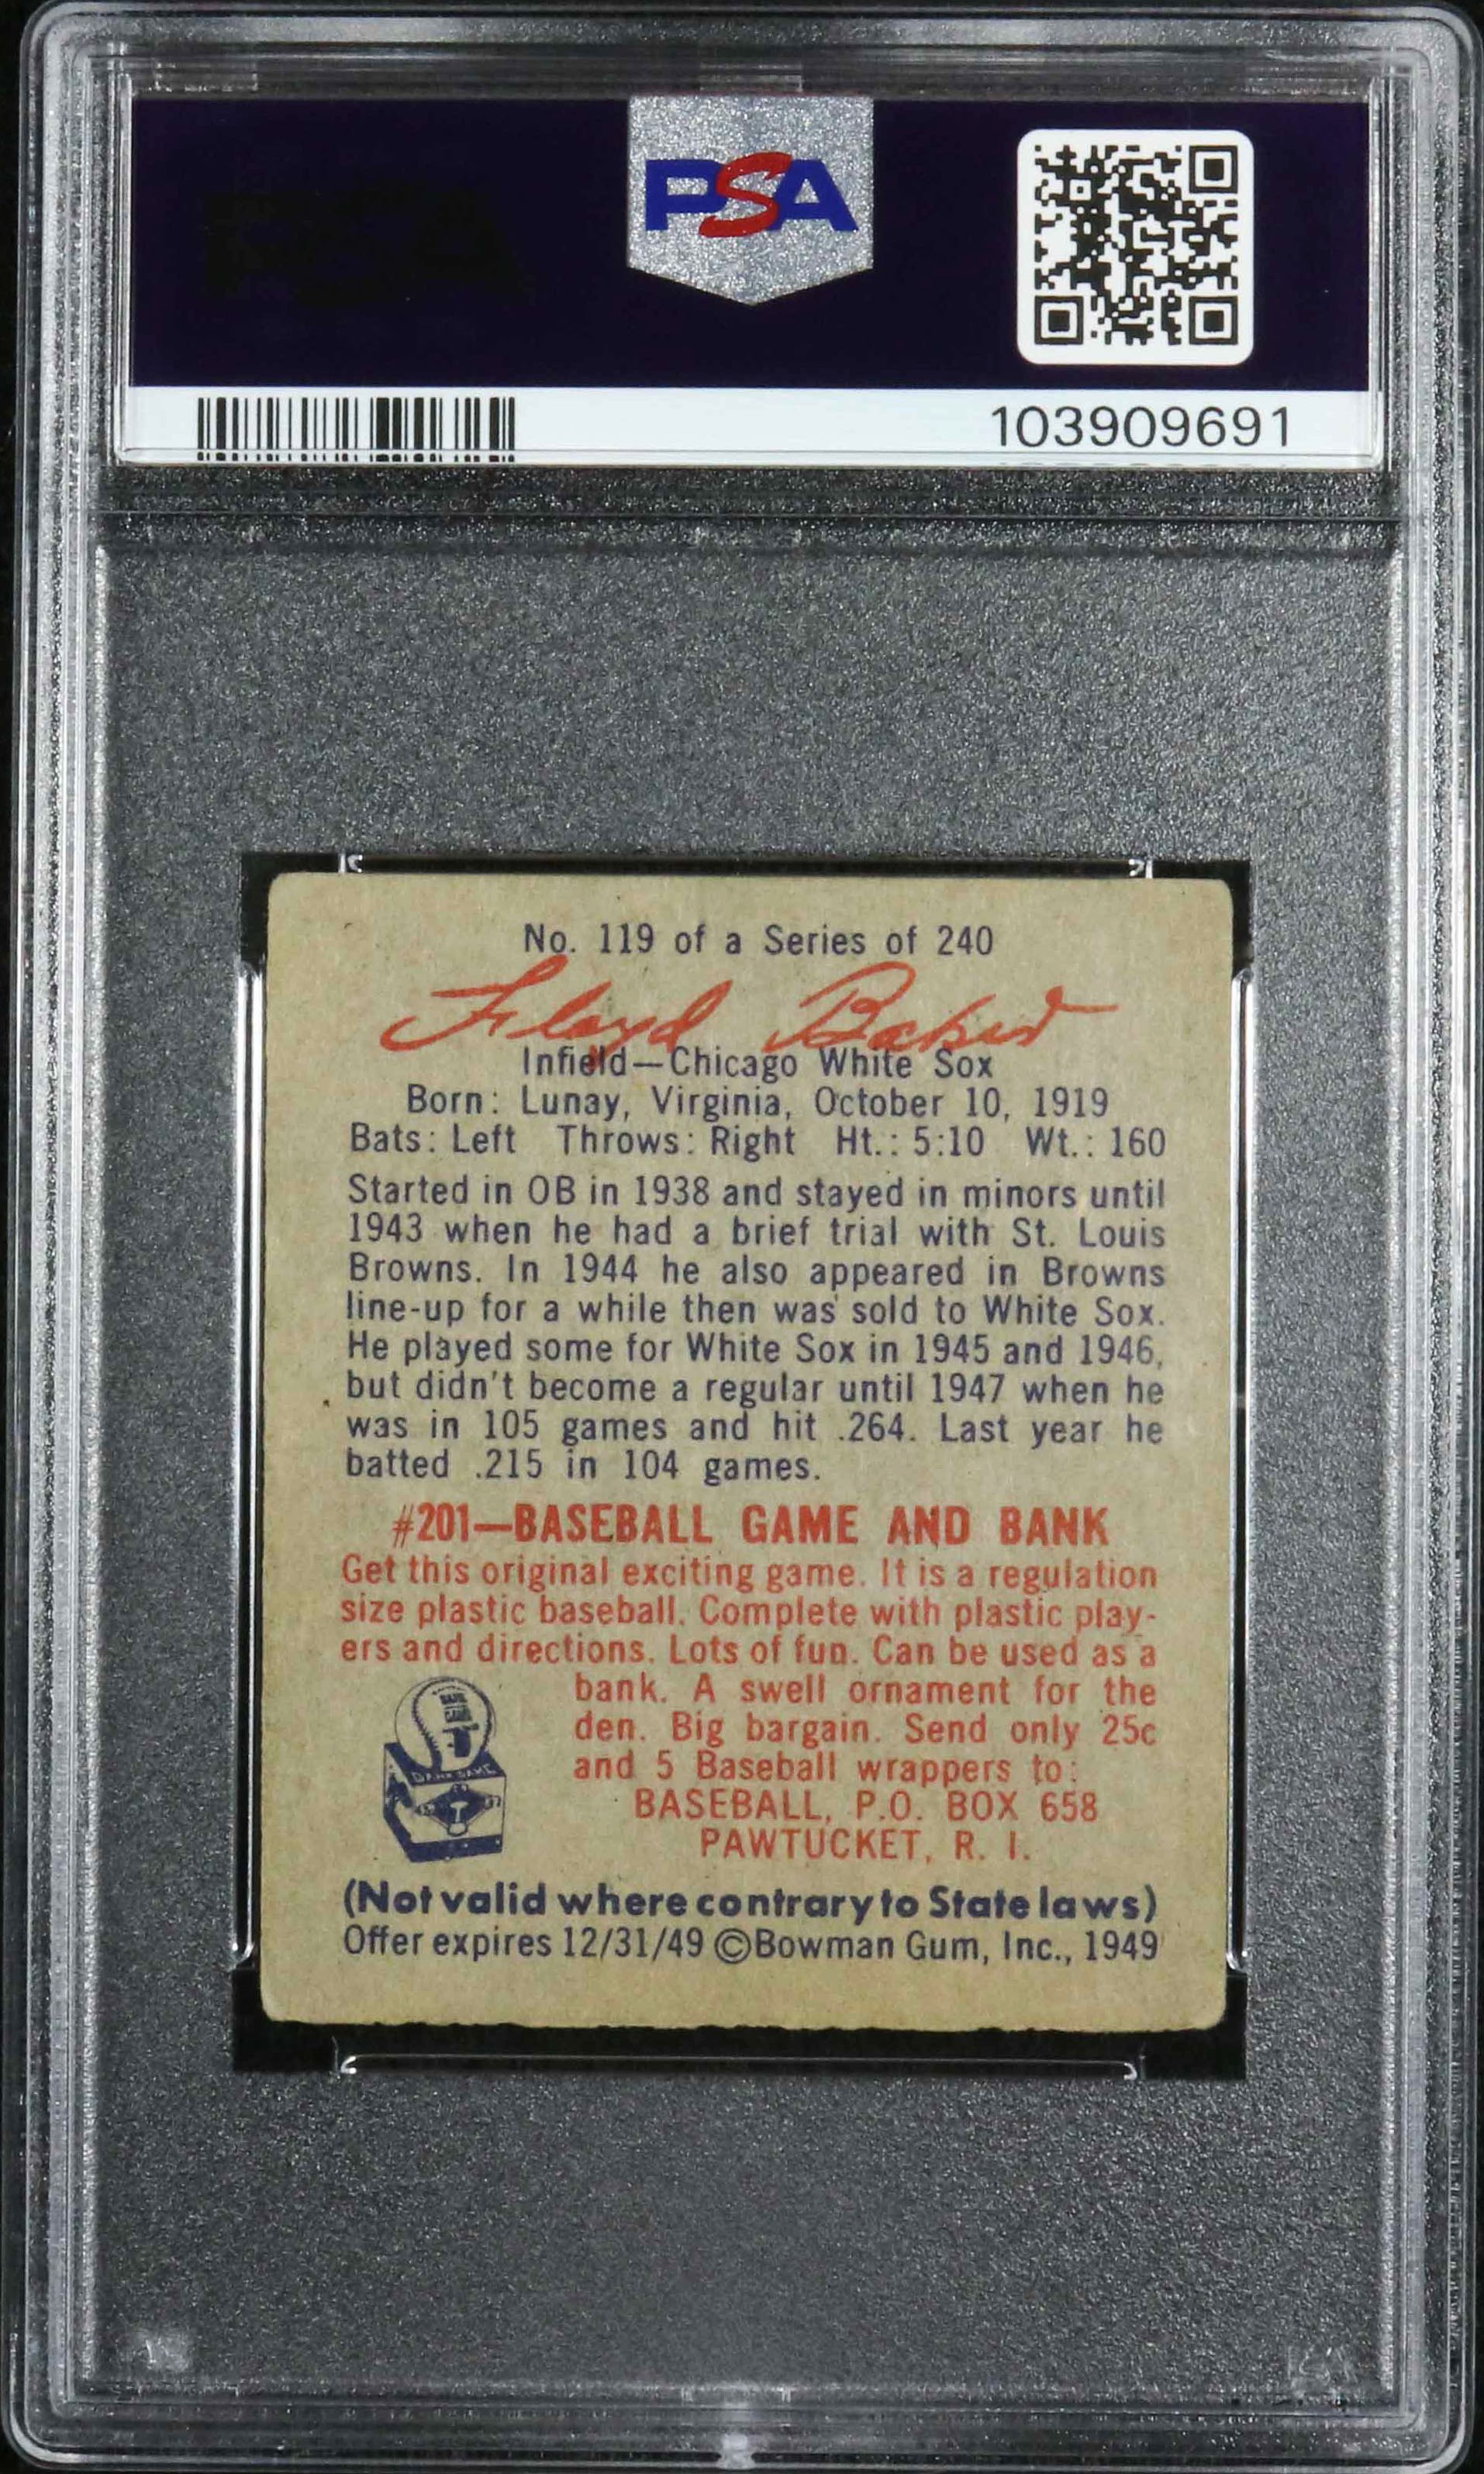 PSA
103909691
No. 119 of a Series of 240
Floyd Baker
Infield—Chicago White Sox
Born: Lunay, Virginia, October 10, 1919
Bats: Left Throws: Right Ht.: 5:10 Wt.: 160
Started in OB in 1938 and stayed in minors until
1943 when he had a brief trial with St. Louis
Browns. In 1944 he also appeared in Browns
line-up for a while then was sold to White Sox.
He played some for White Sox in 1945 and 1946,
but didn't become a regular until 1947 when he
was in 105 games and hit .264. Last year he
batted .215 in 104 games.
#201—BASEBALL GAME AND BANK
Get this original exciting game. It is a regulation
size plastic baseball. Complete with plastic play-
ers and directions. Lots of fun. Can be used as a
bank. A swell ornament for the
den. Big bargain. Send only 25c
and 5 Baseball wrappers to:
BASEBALL, P.O. BOX 658
PAWTUCKET, R. I.
BANK GAME
(Not valid where contrary to State laws)
Offer expires 12/31/49 ©Bowman Gum, Inc., 1949